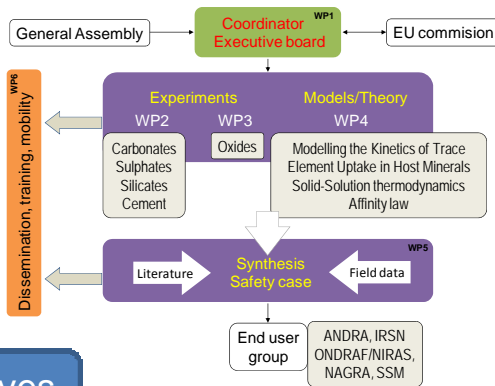 WP1
General Assembly
Coordinator
Executive board
EU commision
WP6
Dissemination, training, mobility
Experiments
Models/Theory
WP2
WP3
WP4
Carbonates
Sulphates
Silicates
Cement
Oxides
Modelling the Kinetics of Trace
Element Uptake in Host Minerals
Solid-Solution thermodynamics
Affinity law
WP5
Literature
Synthesis
Safety case
Field data
End user
group
ANDRA, IRSN
ONDRAF/NIRAS,
NAGRA, SSM